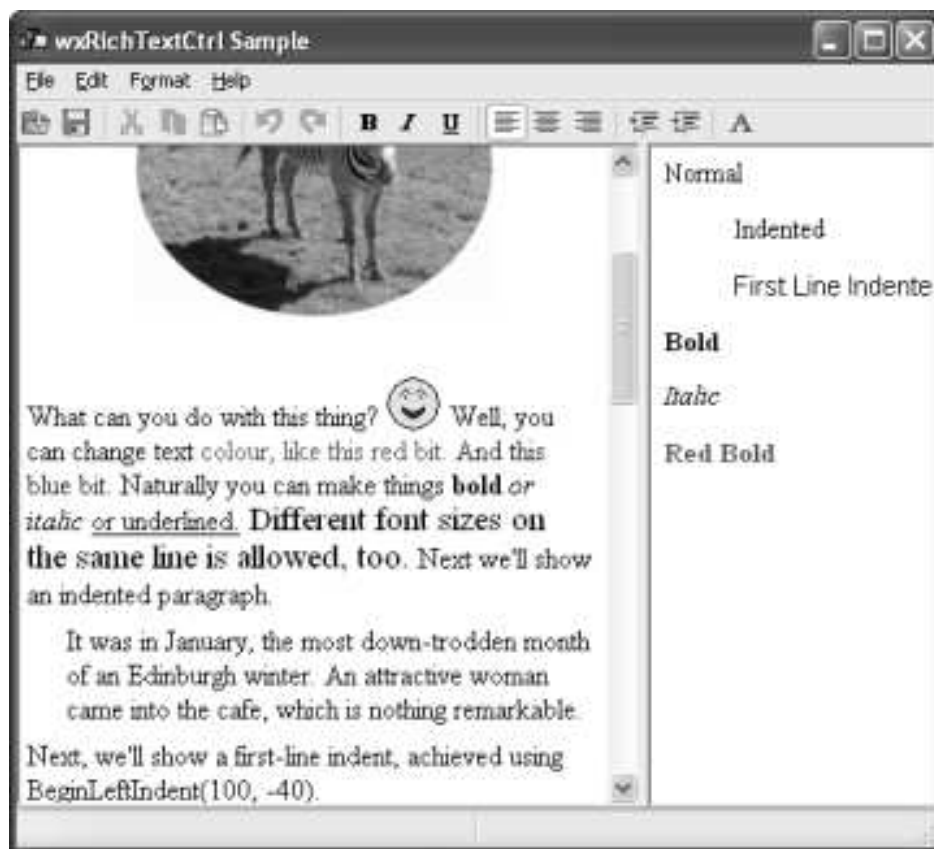 wxRichTextCtrl Sample
File Edit Format Help
B I U A
What can you do with this thing? Well, you
can change text colour, like this red bit. And this
blue bit. Naturally you can make things bold or
italic or underlined. Different font sizes on
the same line is allowed, too. Next we'll show
an indented paragraph.
It was in January, the most down-trodden month
of an Edinburgh winter. An attractive woman
came into the cafe, which is nothing remarkable.
Next, we'll show a first-line indent, achieved using
BeginLeftIndent(100, -40).
Normal
Indented
First Line Indente
Bold
Italic
Red Bold